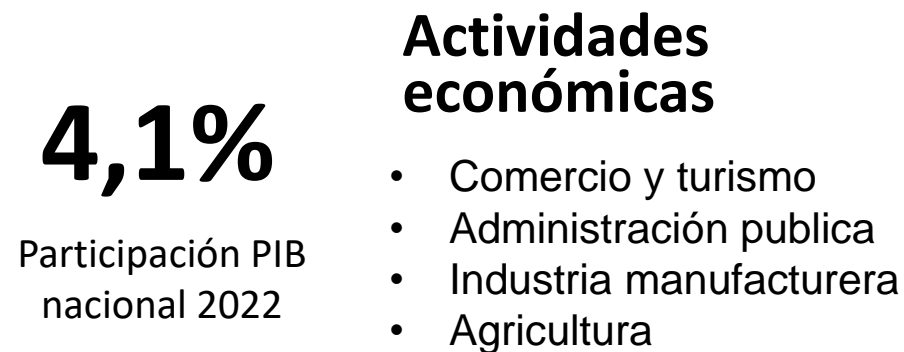 4,1%
Participación PIB
nacional 2022
Actividades
económicas
• Comercio y turismo
• Administración publica
• Industria manufacturera
• Agricultura